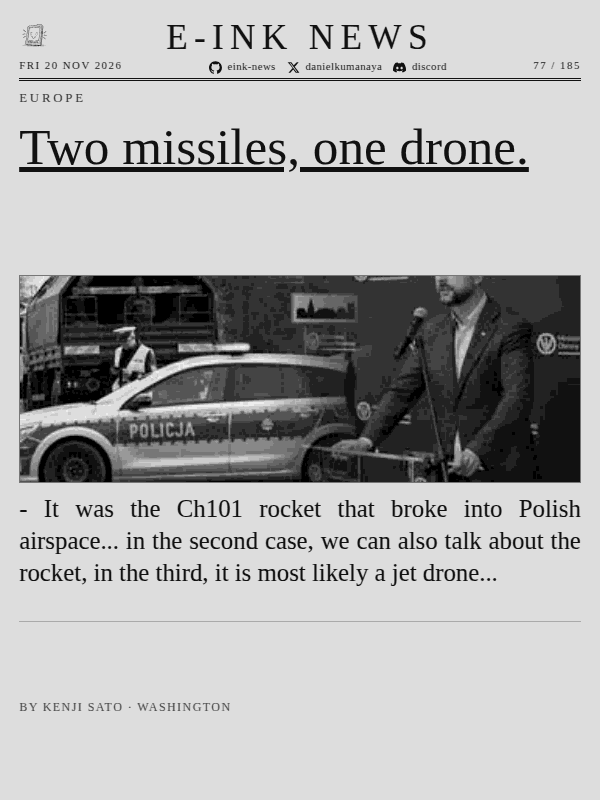 E-INK NEWS
FRI 20 NOV 2026
eink-news
danielkumanaya
discord
77 / 185
EUROPE
Two missiles, one drone.
POLICJA
- It was the Ch101 rocket that broke into Polish
airspace... in the second case, we can also talk about the
rocket, in the third, it is most likely a jet drone...
BY KENJI SATO · WASHINGTON